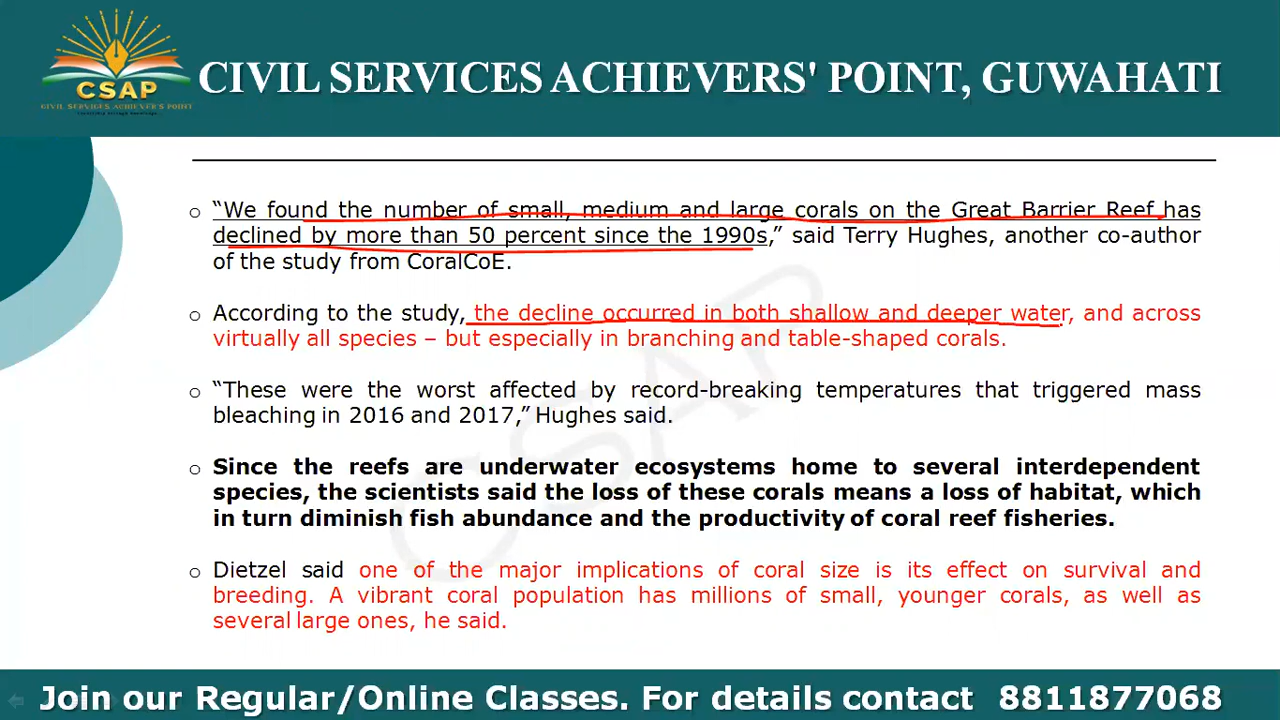 CSAP
CIVIL SERVICES ACHIEVER'S POINT
CIVIL SERVICES ACHIEVERS' POINT, GUWAHATI
“We found the number of small, medium and large corals on the Great Barrier Reef has
declined by more than 50 percent since the 1990s,” said Terry Hughes, another co-author
of the study from CoralCoE.
According to the study, the decline occurred in both shallow and deeper water, and across
virtually all species – but especially in branching and table-shaped corals.
“These were the worst affected by record-breaking temperatures that triggered mass
bleaching in 2016 and 2017,” Hughes said.
Since the reefs are underwater ecosystems home to several interdependent
species, the scientists said the loss of these corals means a loss of habitat, which
in turn diminish fish abundance and the productivity of coral reef fisheries.
Dietzel said one of the major implications of coral size is its effect on survival and
breeding. A vibrant coral population has millions of small, younger corals, as well as
several large ones, he said.
CSAP
Join our Regular/Online Classes. For details contact 8811877068